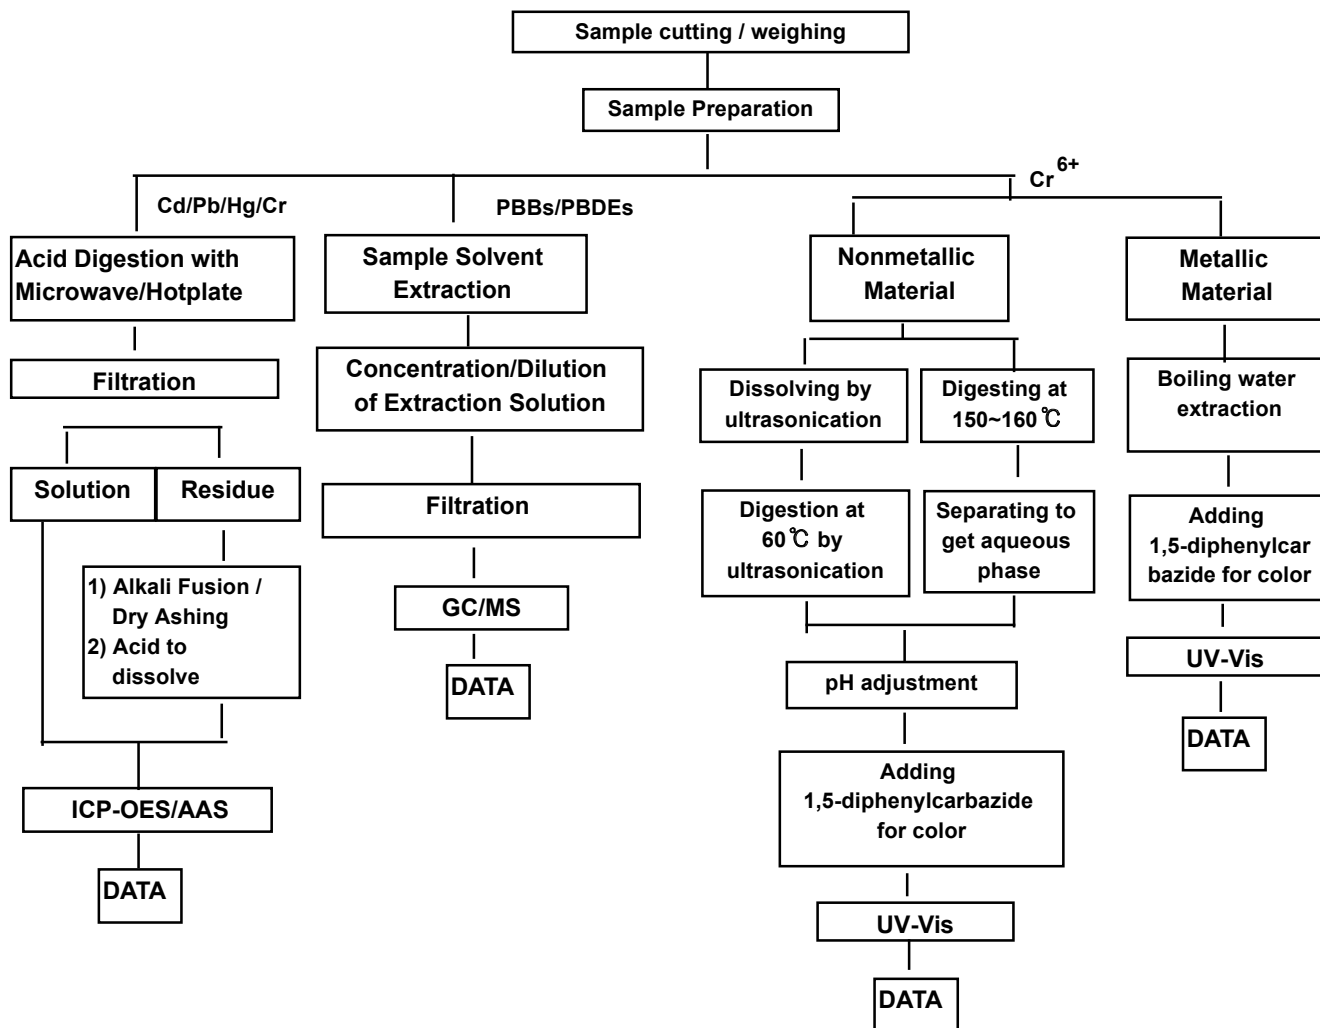 Sample cutting / weighing
Sample Preparation
Cd/Pb/Hg/Cr
PBBs/PBDEs
Cr6+
Acid Digestion with
Microwave/Hotplate
Filtration
Solution
Residue
1) Alkali Fusion /
Dry Ashing
2) Acid to
dissolve
ICP-OES/AAS
DATA
Sample Solvent
Extraction
Concentration/Dilution
of Extraction Solution
Filtration
GC/MS
DATA
Nonmetallic
Material
Dissolving by
ultrasonication
Digestion at
60℃ by
ultrasonication
Digesting at
150~160℃
Separating to
get aqueous
phase
pH adjustment
Adding
1,5-diphenylcarbazide
for color
UV-Vis
DATA
Metallic
Material
Boiling water
extraction
Adding
1,5-diphenylcar
bazide for color
UV-Vis
DATA